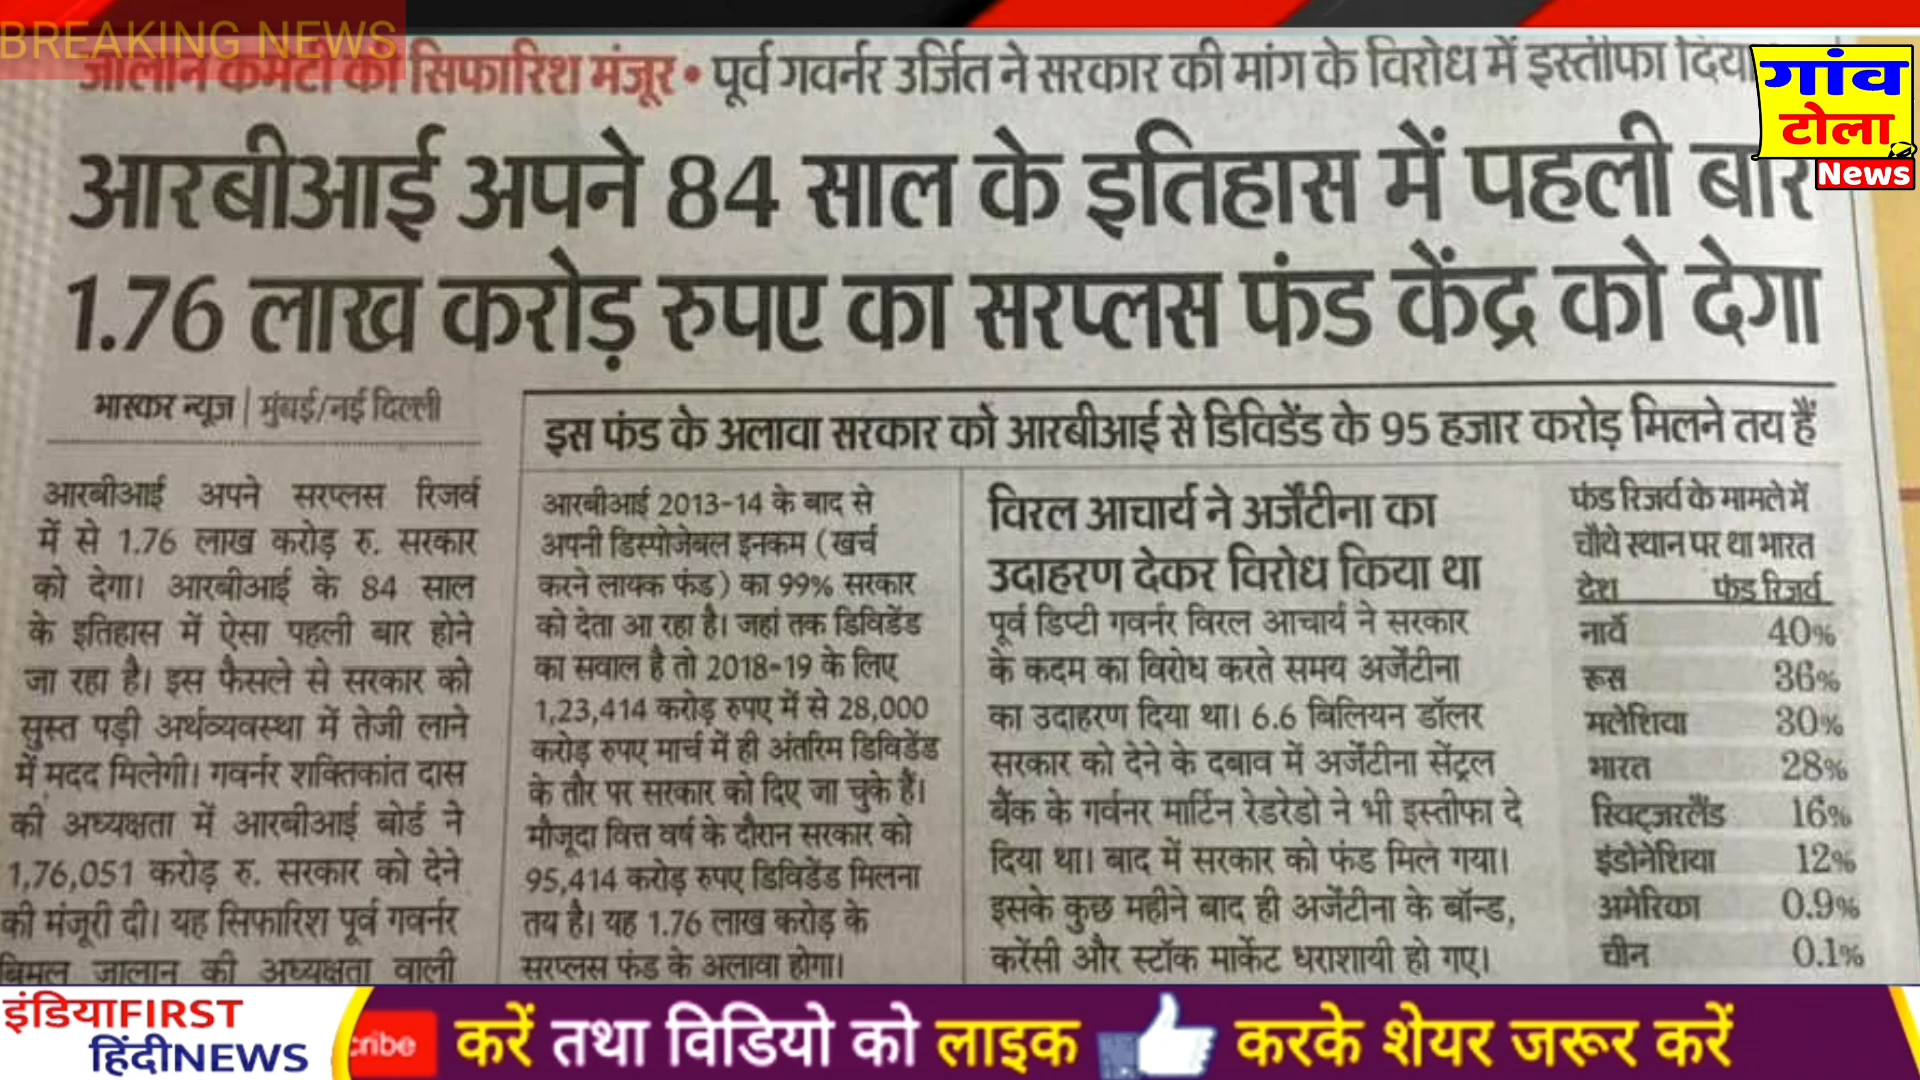 BREAKING NEWS
जालान कमेटी की सिफारिश मंजूर • पूर्व गवर्नर उर्जित ने सरकार की मांग के विरोध में इस्तीफा दिया
गांव
टोला
News
आरबीआई अपने 84 साल के इतिहास में पहली बार
1.76 लाख करोड़ रुपए का सरप्लस फंड केंद्र को देगा
भास्कर न्यूज | मुंबई/नई दिल्ली
आरबीआई अपने सरप्लस रिजर्व
में से 1.76 लाख करोड़ रु. सरकार
को देगा। आरबीआई के 84 साल
के इतिहास में ऐसा पहली बार होने
जा रहा है। इस फैसले से सरकार को
सुस्त पड़ी अर्थव्यवस्था में तेजी लाने
में मदद मिलेगी। गवर्नर शक्तिकांत दास
की अध्यक्षता में आरबीआई बोर्ड ने
1,76,051 करोड़ रु. सरकार को देने
की मंजूरी दी। यह सिफारिश पूर्व गवर्नर
बिमल जालान की अध्यक्षता वाली
इस फंड के अलावा सरकार को आरबीआई से डिविडेंड के 95 हजार करोड़ मिलने तय हैं
आरबीआई 2013-14 के बाद से
अपनी डिस्पोजेबल इनकम (खर्च
करने लायक फंड) का 99% सरकार
को देता आ रहा है। जहां तक डिविडेंड
का सवाल है तो 2018-19 के लिए
1,23,414 करोड़ रुपए में से 28,000
करोड़ रुपए मार्च में ही अंतरिम डिविडेंड
के तौर पर सरकार को दिए जा चुके हैं।
मौजूदा वित्त वर्ष के दौरान सरकार को
95,414 करोड़ रुपए डिविडेंड मिलना
तय है। यह 1.76 लाख करोड़ के
सरप्लस फंड के अलावा होगा।
विरल आचार्य ने अर्जेंटीना का
उदाहरण देकर विरोध किया था
पूर्व डिप्टी गवर्नर विरल आचार्य ने सरकार
के कदम का विरोध करते समय अर्जेंटीना
का उदाहरण दिया था। 6.6 बिलियन डॉलर
सरकार को देने के दबाव में अर्जेंटीना सेंट्रल
बैंक के गर्वनर मार्टिन रेडरेडो ने भी इस्तीफा दे
दिया था। बाद में सरकार को फंड मिल गया।
इसके कुछ महीने बाद ही अर्जेंटीना के बॉन्ड,
करेंसी और स्टॉक मार्केट धराशायी हो गए।
फंड रिजर्व के मामले में
चौथे स्थान पर था भारत
देश फंड रिजर्व
नार्वे 40%
रूस 36%
मलेशिया 30%
भारत 28%
स्विट्जरलैंड 16%
इंडोनेशिया 12%
अमेरिका 0.9%
चीन 0.1%
इंडियाFIRST
हिंदीNEWS
cribe करें तथा विडियो को लाइक करके शेयर जरूर करें